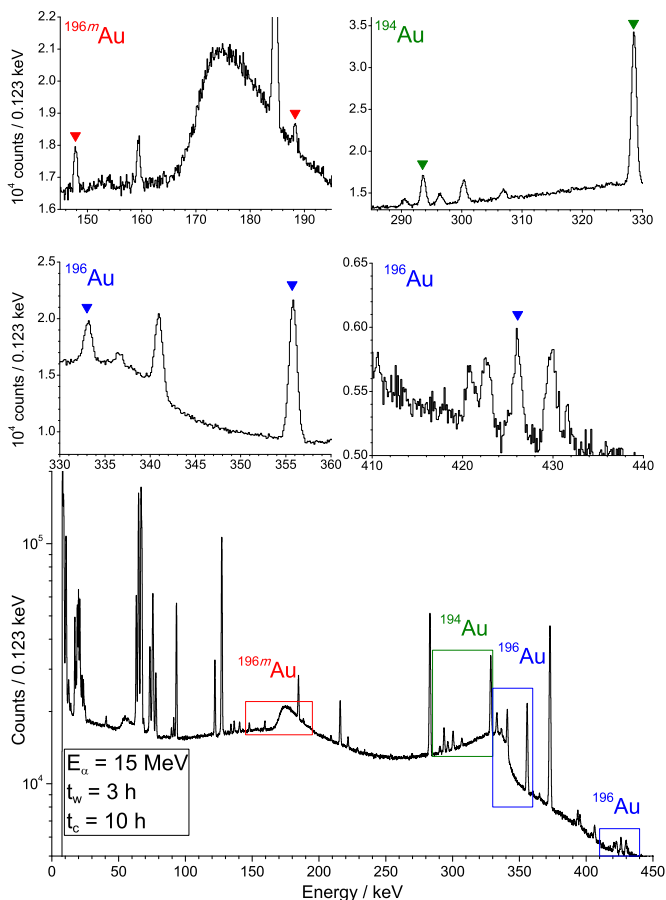 196mAu
10⁴ counts / 0.123 keV
2.2
2.1
2.0
1.9
1.8
1.7
1.6
150 160 170 180 190
194Au
4.0
3.5
3.0
2.5
2.0
1.5
290 300 310 320 330
196Au
10⁴ counts / 0.123 keV
2.5
2.0
1.5
1.0
330 340 350 360
196Au
0.65
0.60
0.55
0.50
410 420 430 440
Counts / 0.123 keV
10⁵
10⁴
196mAu
194Au
196Au
196Au
Eα = 15 MeV
tw = 3 h
tc = 10 h
0 50 100 150 200 250 300 350 400 450
Energy / keV